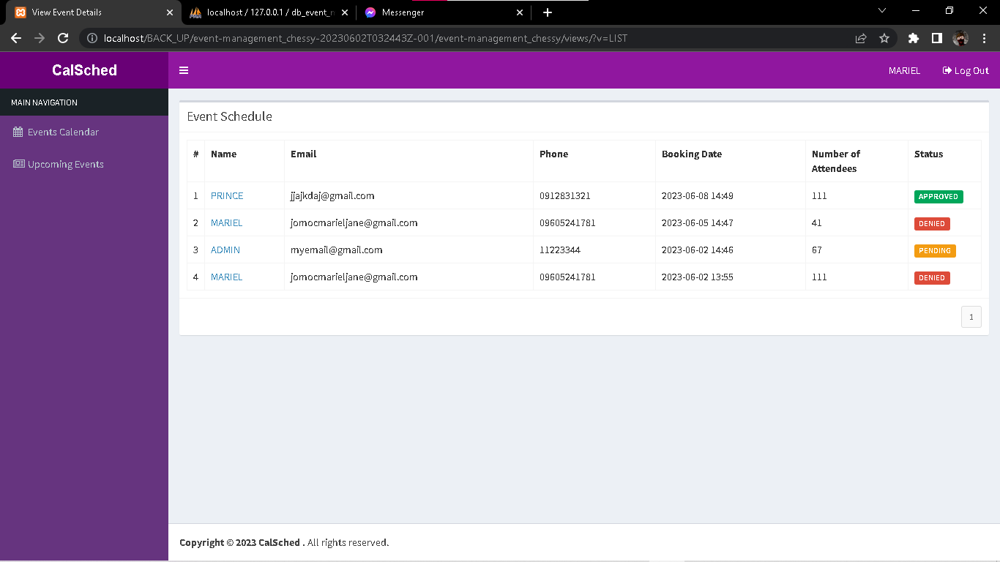 View Event Details
localhost / 127.0.0.1 / db_event_n
Messenger
localhost/BACK_UP/event-management_chessy-20230602T032443Z-001/event-management_chessy/views/?v=LIST
CalSched
MARIEL
Log Out
MAIN NAVIGATION
Events Calendar
Upcoming Events
Event Schedule
# Name Email Phone Booking Date Number of Attendees Status
1 PRINCE jjajkdaj@gmail.com 0912831321 2023-06-08 14:49 111 APPROVED
2 MARIEL jomocmarieljane@gmail.com 09605241781 2023-06-05 14:47 41 DENIED
3 ADMIN myemail@gmail.com 11223344 2023-06-02 14:46 67 PENDING
4 MARIEL jomocmarieljane@gmail.com 09605241781 2023-06-02 13:55 111 DENIED
1
Copyright © 2023 CalSched . All rights reserved.